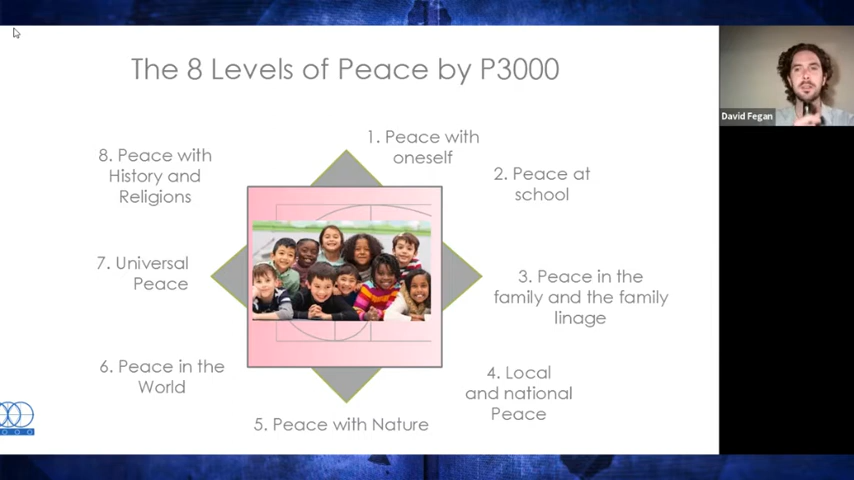 The 8 Levels of Peace by P3000
1. Peace with
oneself
2. Peace at
school
3. Peace in the
family and the family
linage
4. Local
and national
Peace
5. Peace with Nature
6. Peace in the
World
7. Universal
Peace
8. Peace with
History and
Religions
David Fegan